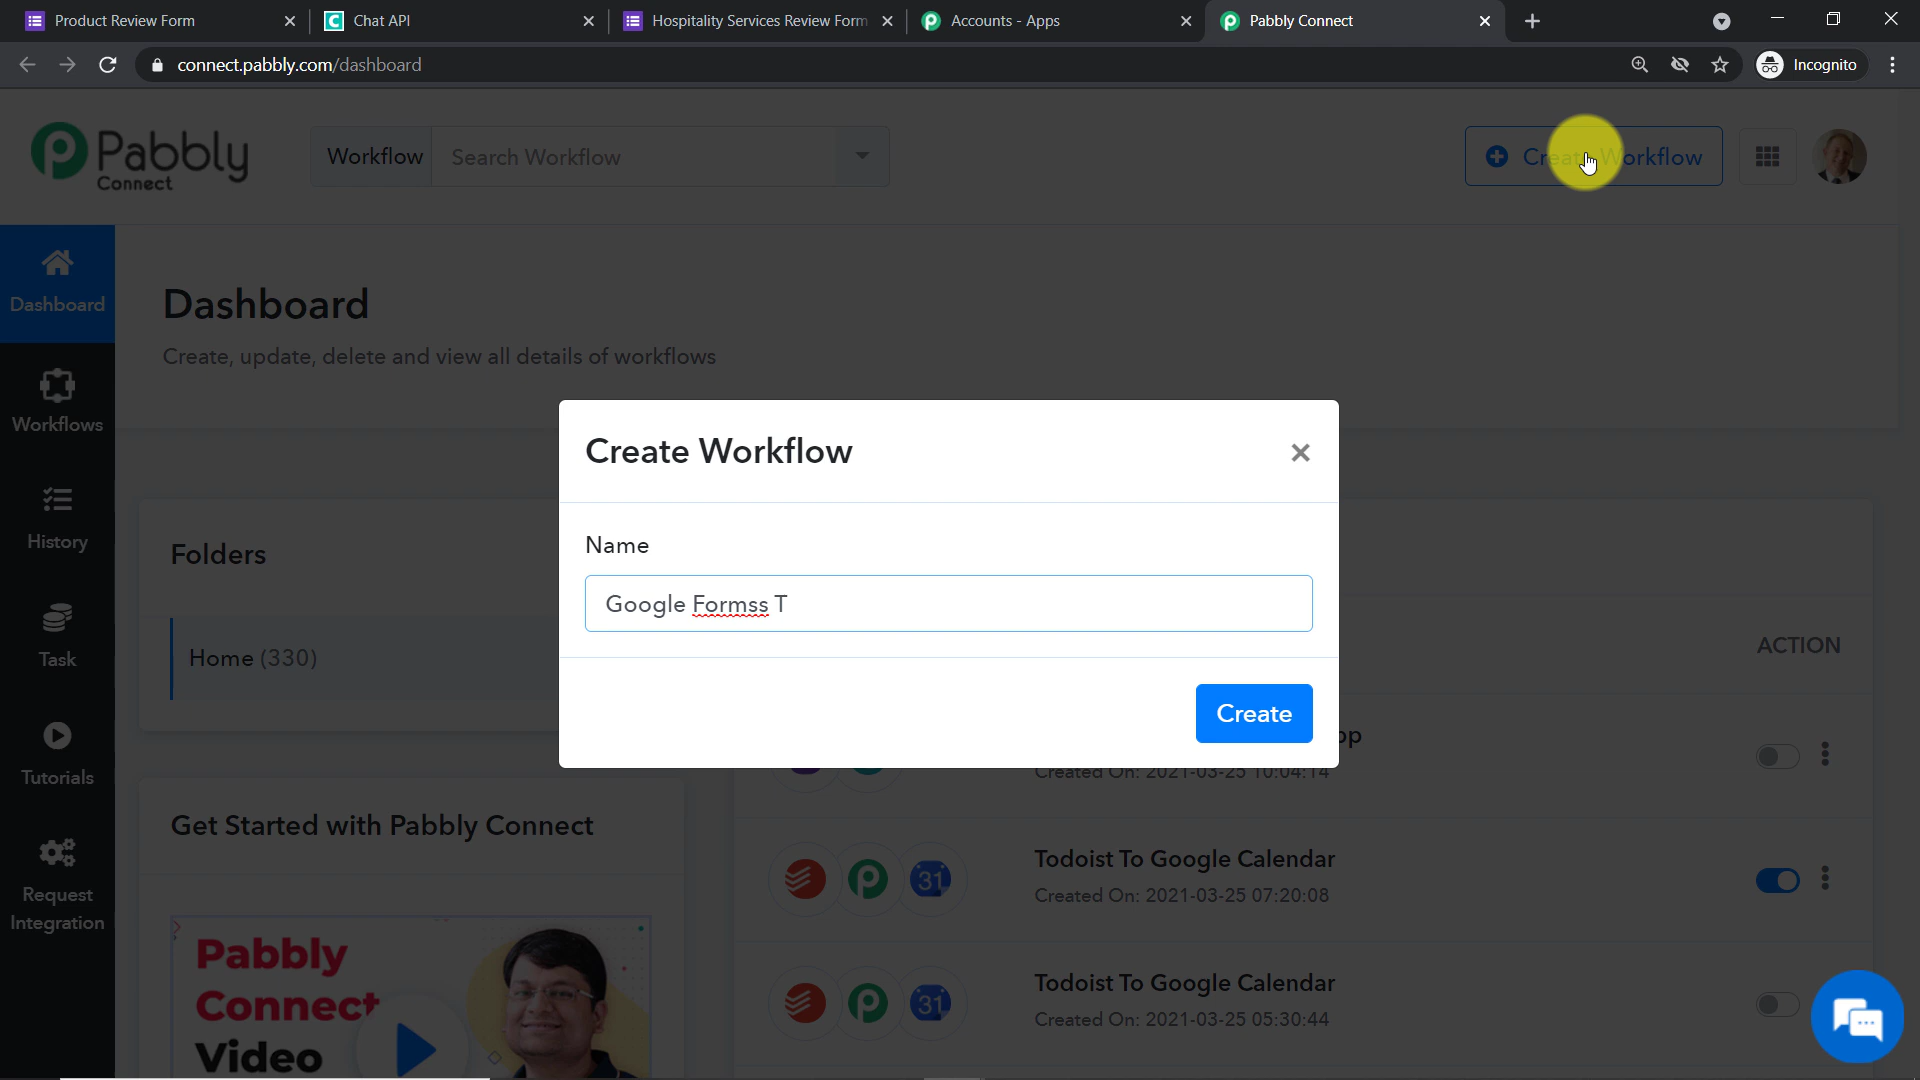 Product Review Form
Chat API
Hospitality Services Review Form
Accounts - Apps
Pabbly Connect
connect.pabbly.com/dashboard
Incognito
Pabbly
Connect
Workflow
Search Workflow
Create Workflow
Dashboard
Workflows
History
Task
Tutorials
Request
Integration
Dashboard
Create, update, delete and view all details of workflows
Folders
Home (330)
Get Started with Pabbly Connect
Pabbly
Connect
Video
Create Workflow
Name
Google Formss T
Create
ACTION
Created On: 2021-03-25 10:04:14
Todoist To Google Calendar
Created On: 2021-03-25 07:20:08
31
Todoist To Google Calendar
Created On: 2021-03-25 05:30:44
31